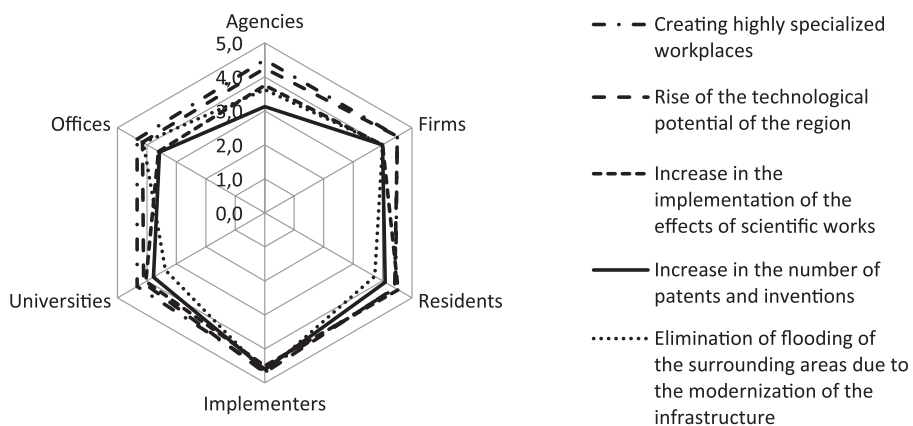 Agencies
5,0
4,0
3,0
2,0
1,0
0,0
Offices
Firms
Universities
Residents
Implementers
Creating highly specialized
workplaces
Rise of the technological
potential of the region
Increase in the
implementation of the
effects of scientific works
Increase in the number of
patents and inventions
Elimination of flooding of
the surrounding areas due to
the modernization of the
infrastructure